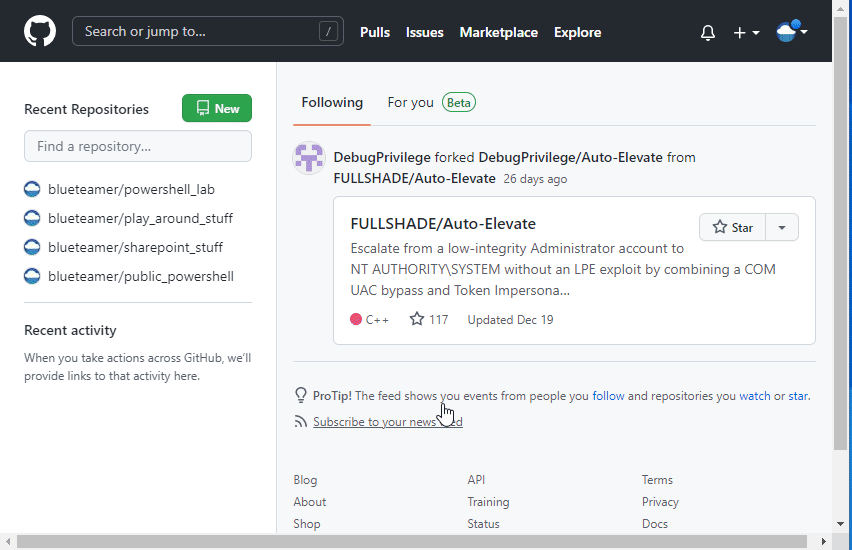 Search or jump to...
/
Pulls
Issues
Marketplace
Explore
Recent Repositories
New
Find a repository...
blueteamer/powershell_lab
blueteamer/play_around_stuff
blueteamer/sharepoint_stuff
blueteamer/public_powershell
Recent activity
When you take actions across GitHub, we'll
provide links to that activity here.
Following
For you
Beta
DebugPrivilege forked DebugPrivilege/Auto-Elevate from
FULLSHADE/Auto-Elevate 26 days ago
FULLSHADE/Auto-Elevate
Star
Escalate from a low-integrity Administrator account to
NT AUTHORITY\SYSTEM without an LPE exploit by combining a COM
UAC bypass and Token Impersona...
C++
117
Updated Dec 19
ProTip! The feed shows you events from people you follow and repositories you watch or star.
Subscribe to your news feed
Blog
API
Terms
About
Training
Privacy
Shop
Status
Docs